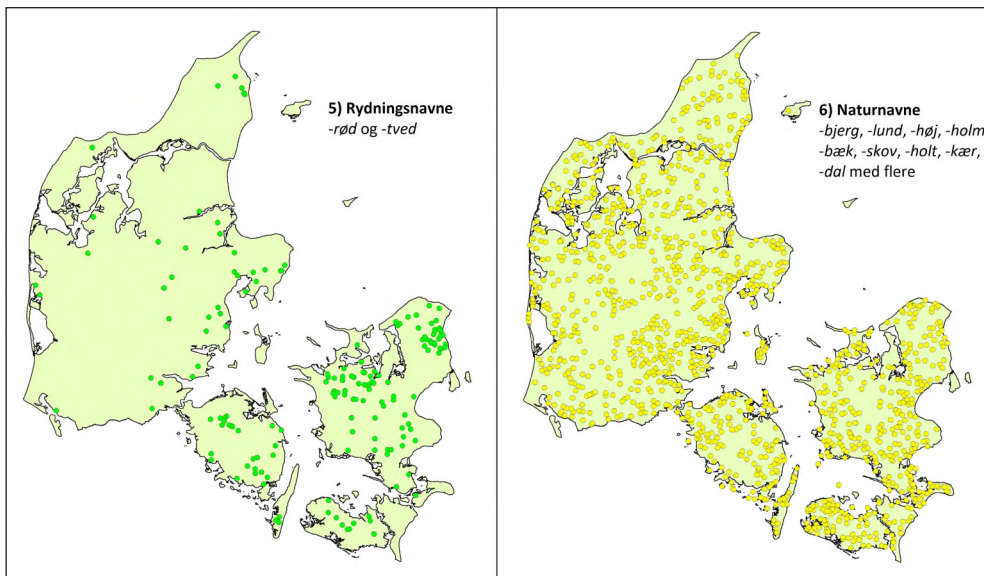 5) Rydningsnavne
-rød og -tved
6) Naturnavne
-bjerg, -lund, -høj, -holm
-bæk, -skov, -holt, -kær,
-dal med flere